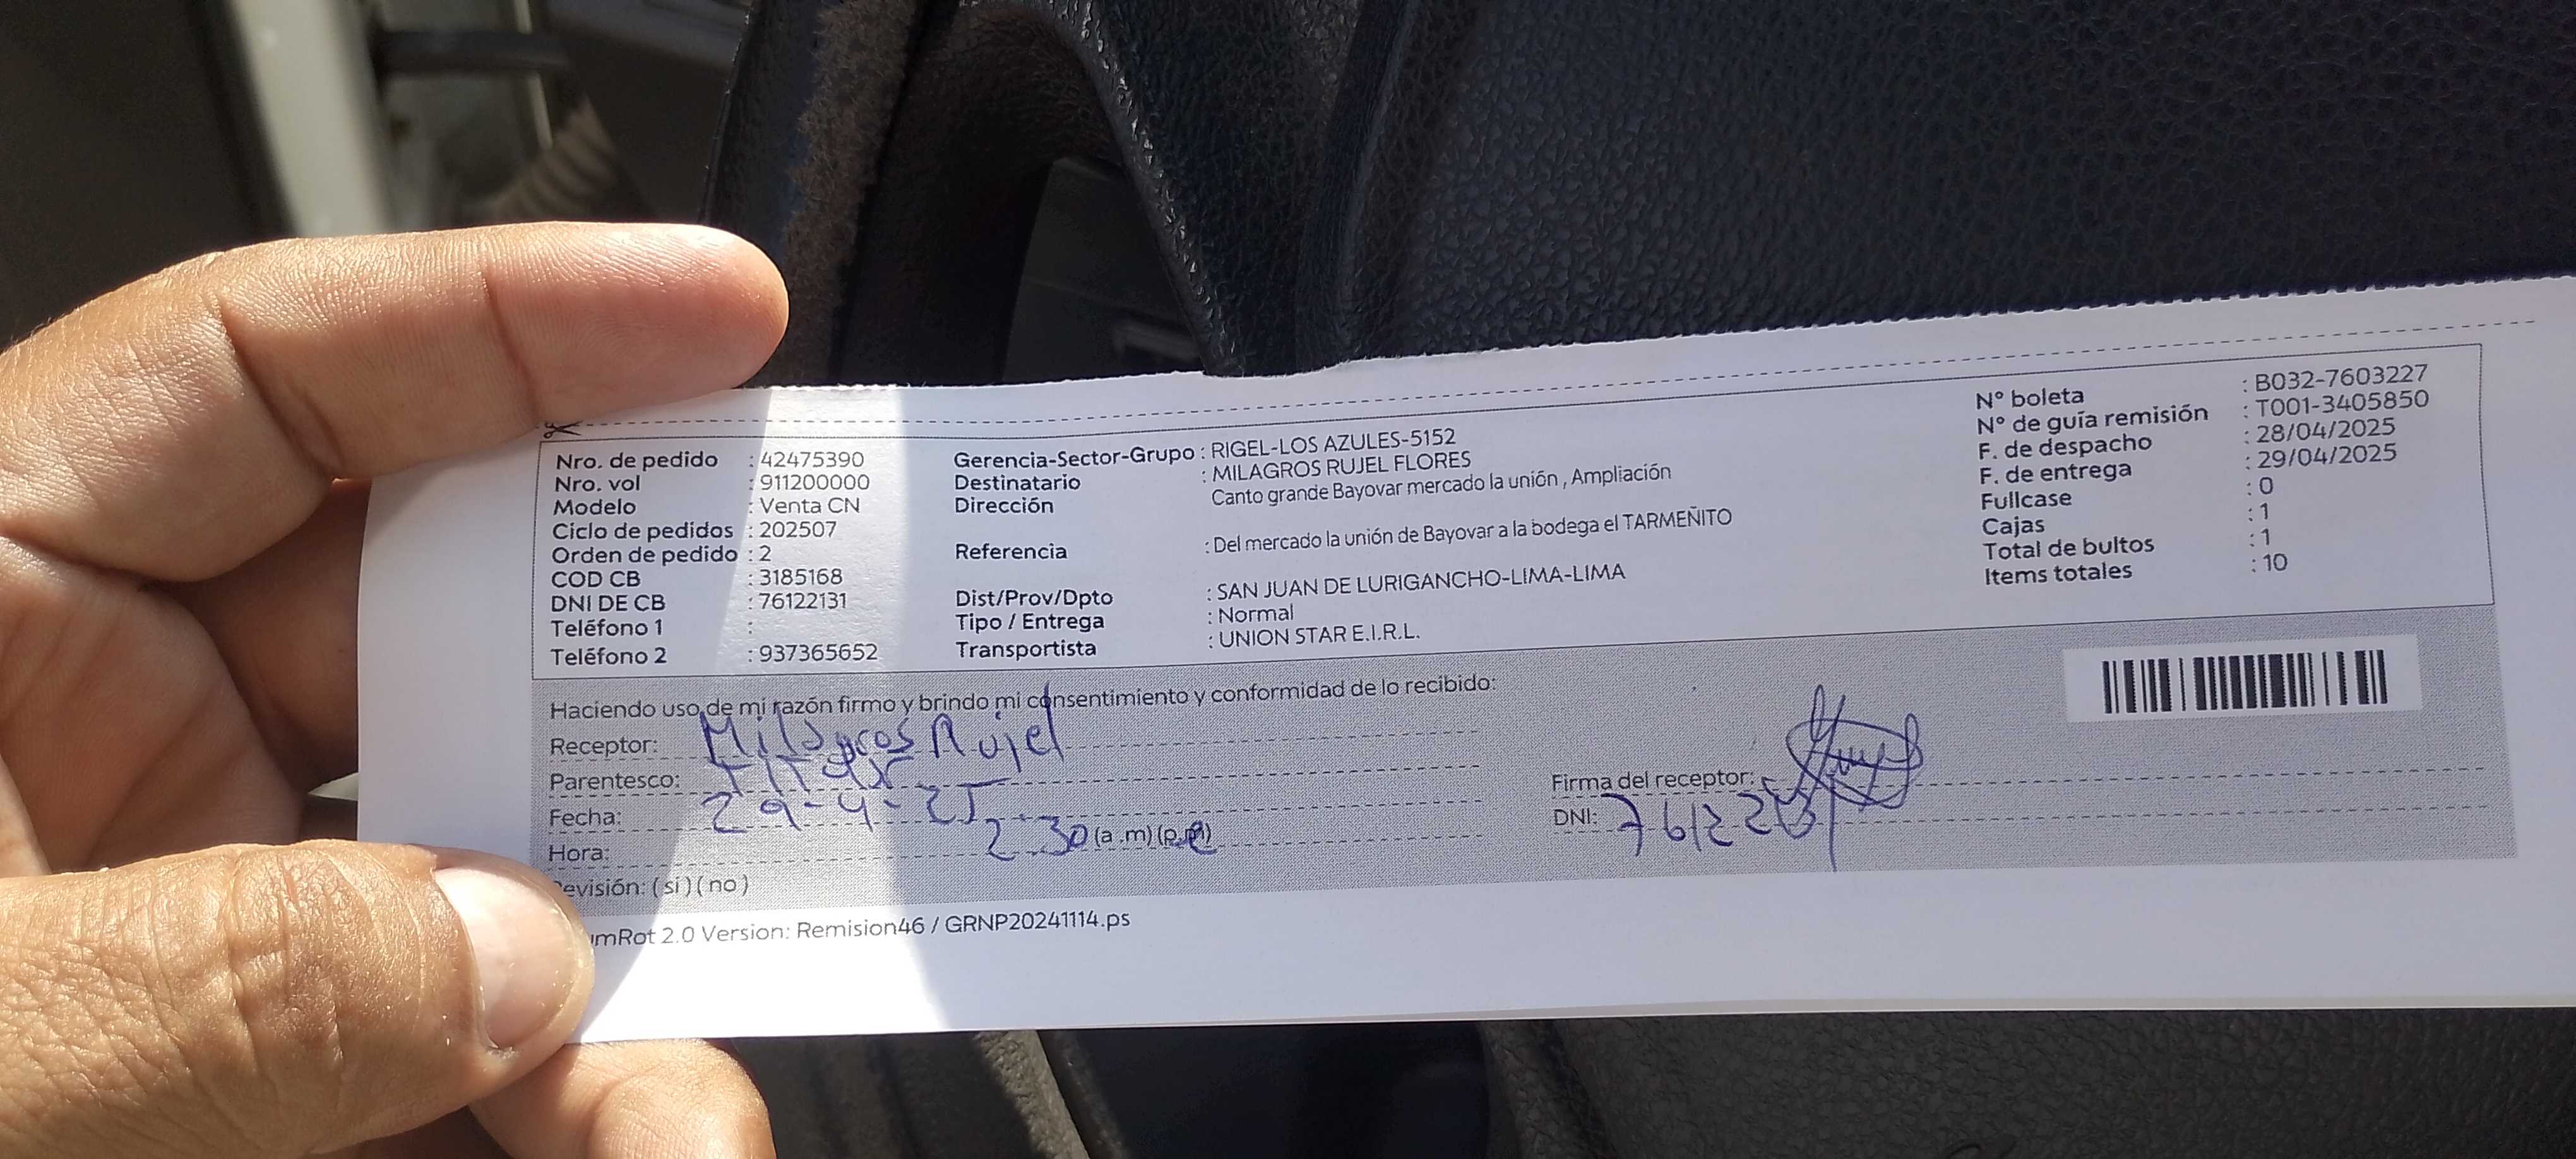 Nro. de pedido : 42475390
Nro. vol : 911200000
Modelo : Venta CN
Ciclo de pedidos : 202507
Orden de pedido : 2
COD CB : 3185168
DNI DE CB : 76122131
Teléfono 1 :
Teléfono 2 : 937365652
Gerencia-Sector-Grupo : RIGEL-LOS AZULES-5152
Destinatario : MILAGROS RUJEL FLORES
Dirección Canto grande Bayovar mercado la unión , Ampliación
Referencia : Del mercado la unión de Bayovar a la bodega el TARMEÑITO
Dist/Prov/Dpto : SAN JUAN DE LURIGANCHO-LIMA-LIMA
Tipo / Entrega : Normal
Transportista : UNION STAR E.I.R.L.
N° boleta : B032-7603227
N° de guía remisión : T001-3405850
F. de despacho : 28/04/2025
F. de entrega : 29/04/2025
Fullcase : 0
Cajas : 1
Total de bultos : 1
Items totales : 10
Haciendo uso de mi razón firmo y brindo mi consentimiento y conformidad de lo recibido:
Receptor: Milagros Rujel
Parentesco: Titular
Fecha: 29-4-25
Hora: 2:30 (a.m) (p.m)
evisión: ( si ) ( no )
Firma del receptor:
DNI: 76122131
umRot 2.0 Version: Remision46 / GRNP20241114.ps